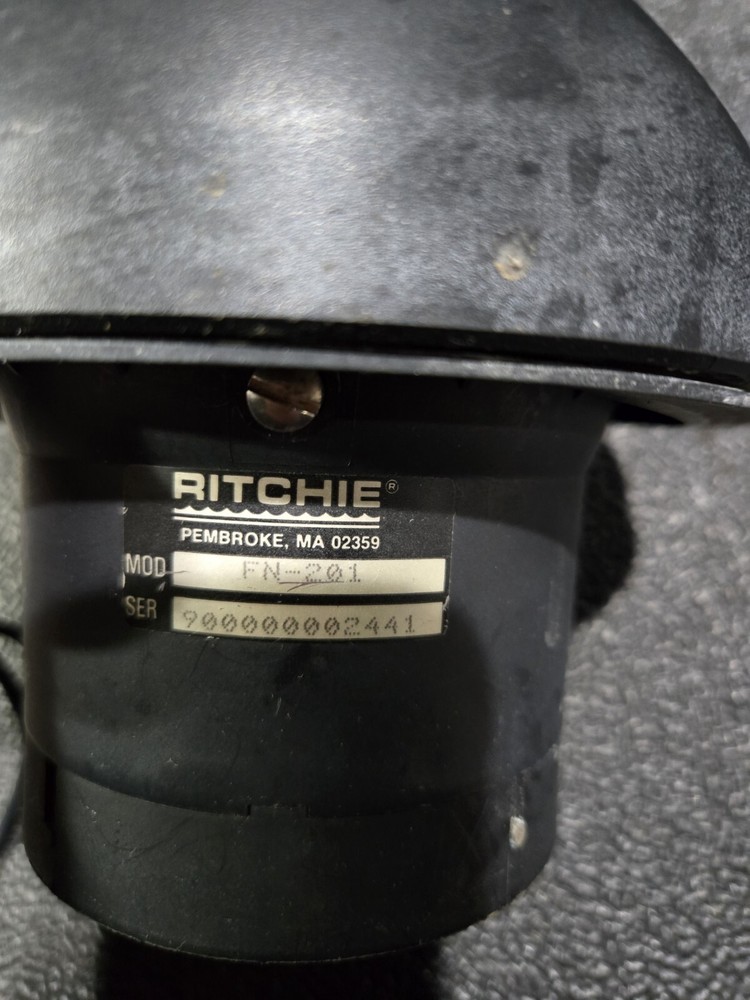 RITCHIE®
PEMBROKE, MA 02359
MOD FN-201
SER 900000002441